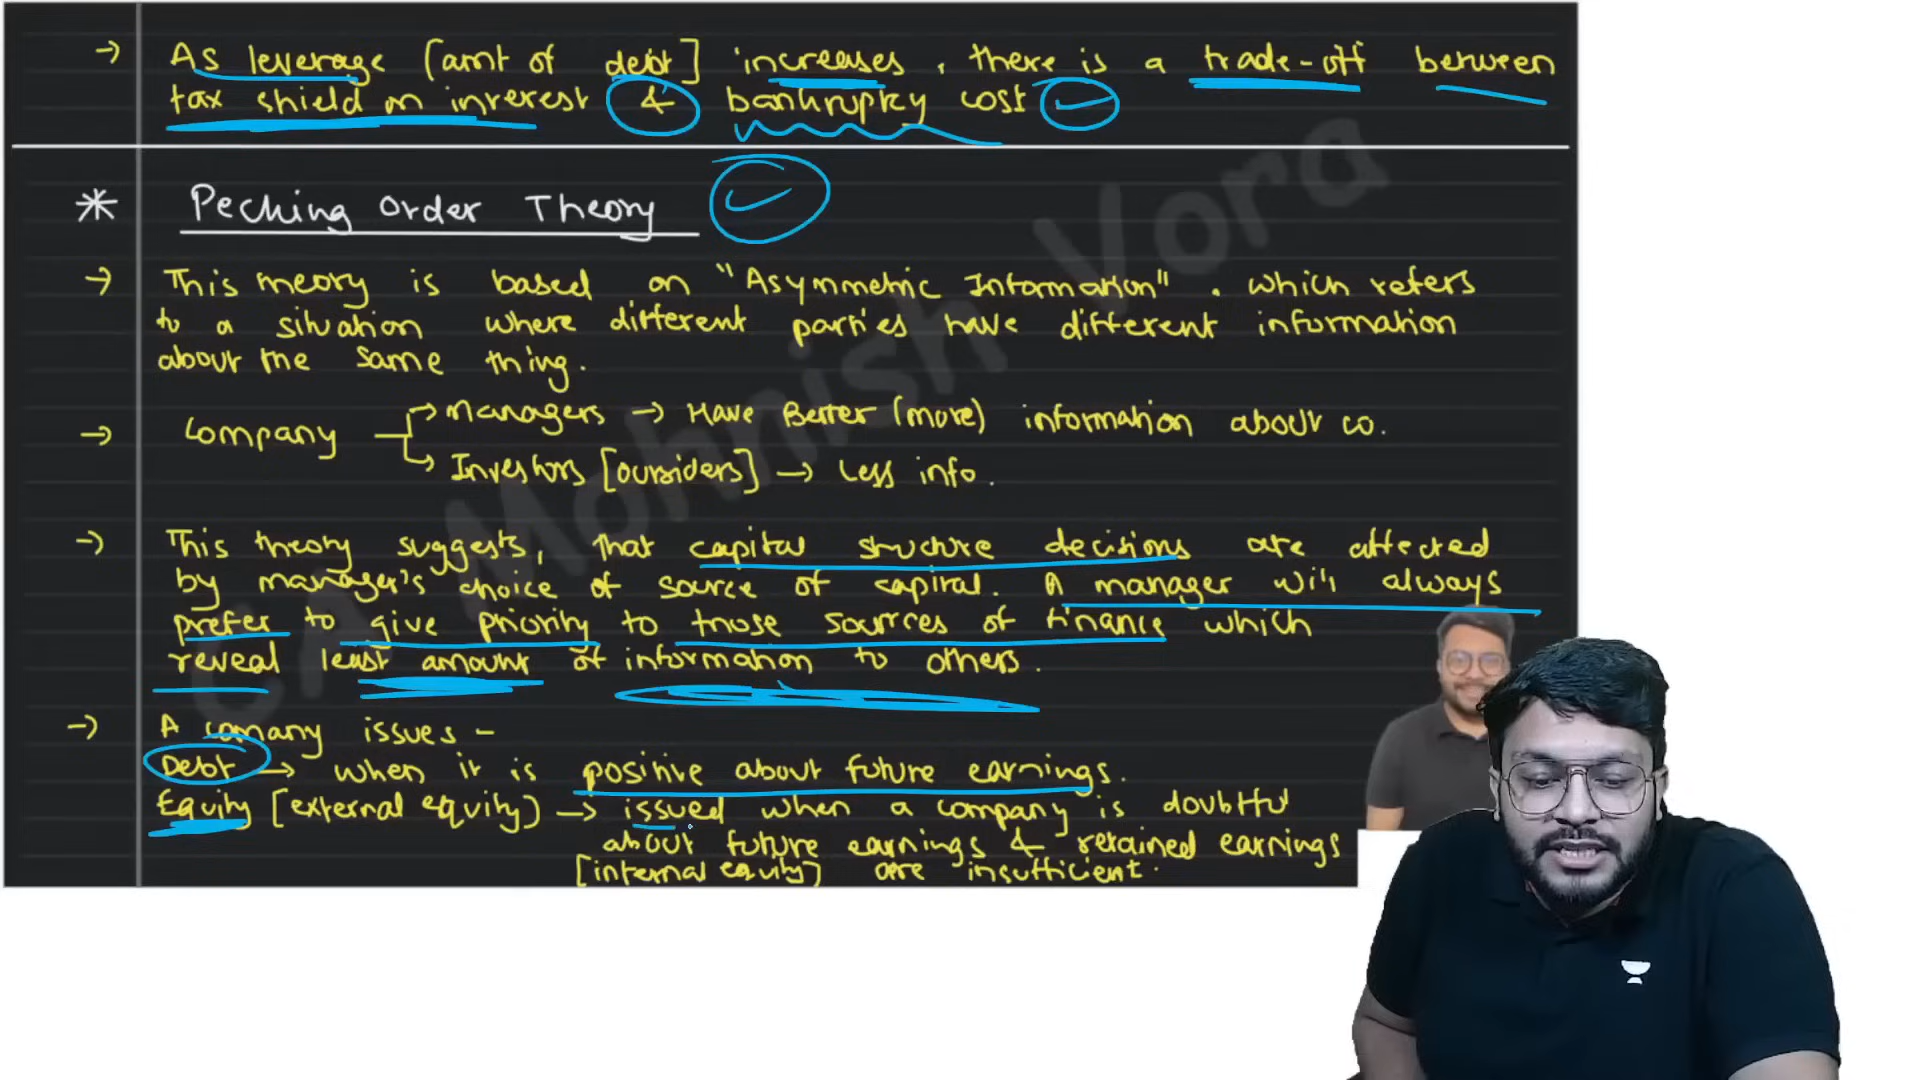 → As leverage [amt of debt] increases, there is a trade-off between
tax shield on interest & bankruptcy cost
* Pecking Order Theory
→ This theory is based on "Asymmetric Information". which refers
to a situation where different parties have different information
about the same thing.
→ Company → Managers → Have Better (more) information about co.
→ Investors [outsiders] → Less info.
→ This theory suggests, that capital structure decisions are affected
by manager's choice of source of capital. A manager will always
prefer to give priority to those sources of finance which
reveal least amount of information to others.
→ A comany issues -
Debt → when it is positive about future earnings.
Equity [external equity] → issued when a company is doubtful
about future earnings & retained earnings
[internal equity] are insufficient.
CA Mohnish Vora